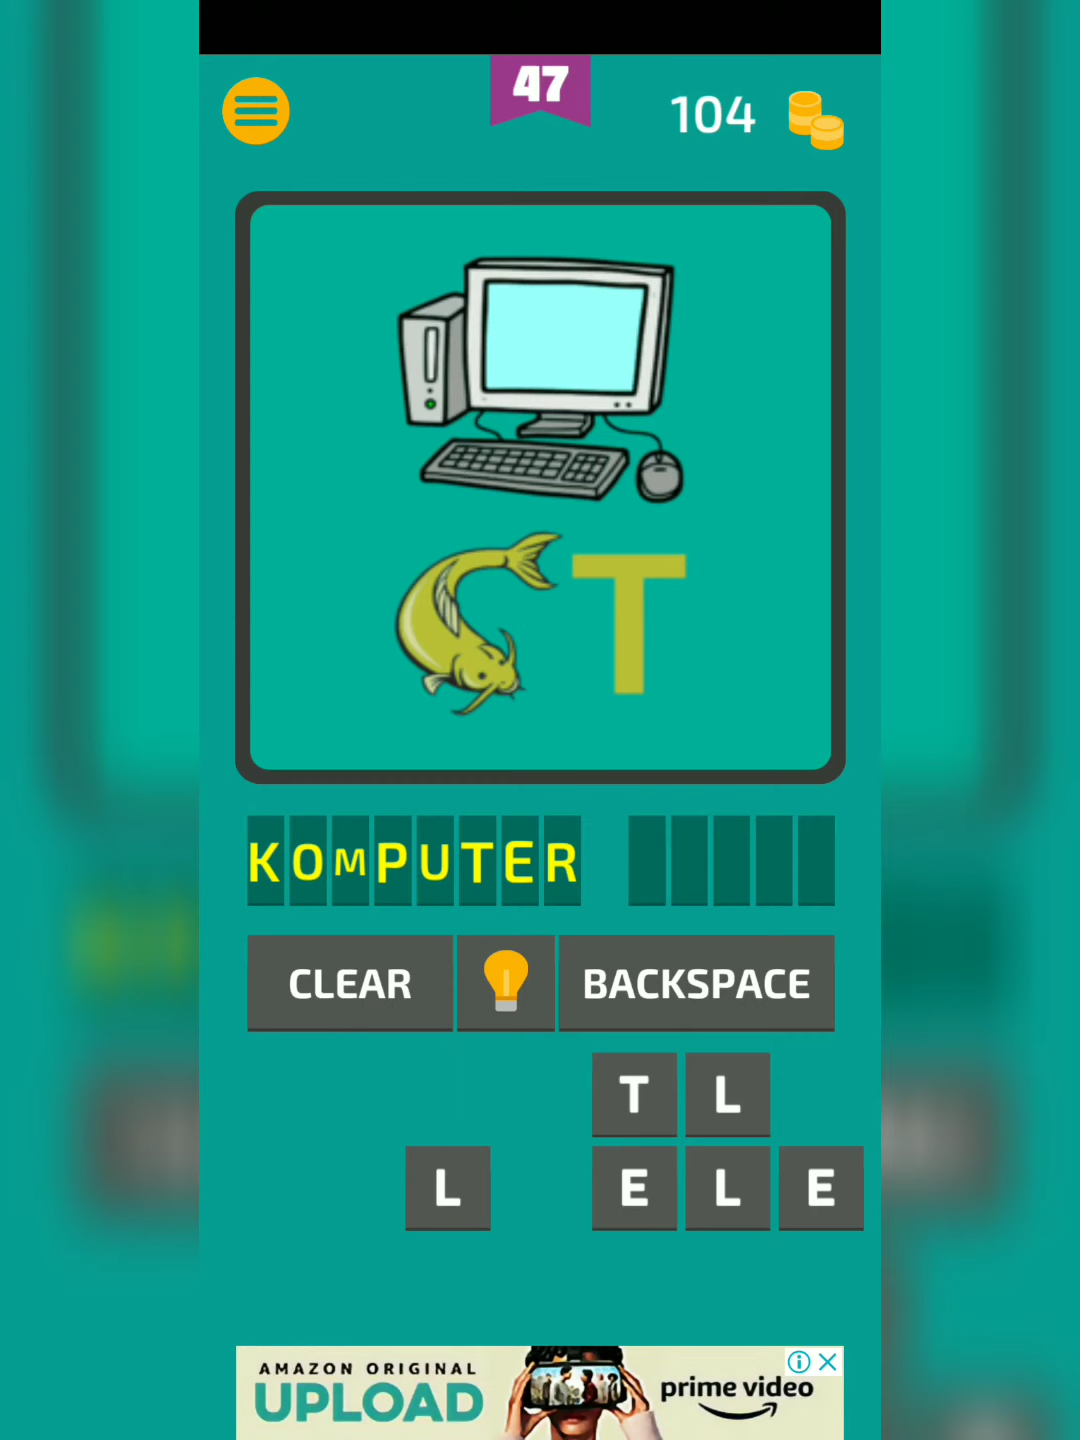 47
104
T
KOMPUTER
CLEAR
BACKSPACE
T L
L E L E
AMAZON ORIGINAL
UPLOAD
prime video